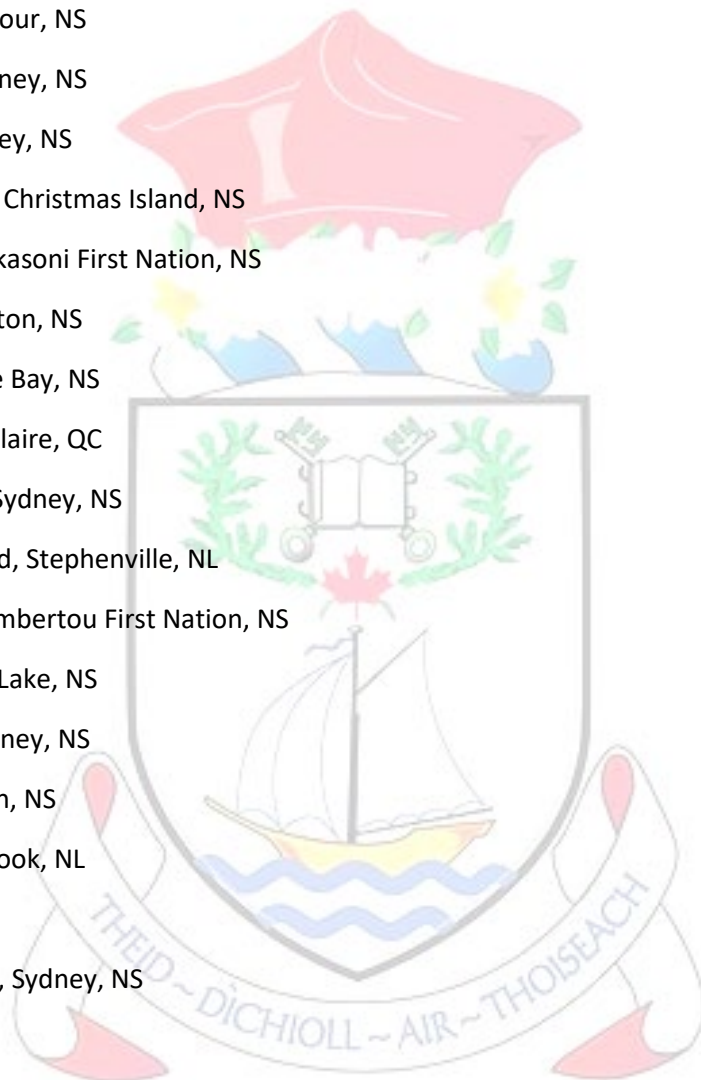 our, NS
ney, NS
ey, NS
Christmas Island, NS
kasoni First Nation, NS
ton, NS
e Bay, NS
laire, QC
Sydney, NS
d, Stephenville, NL
mbertou First Nation, NS
Lake, NS
ney, NS
n, NS
ook, NL
, Sydney, NS
THEID ~ DÌCHIOLL ~ AIR ~ THOISEACH